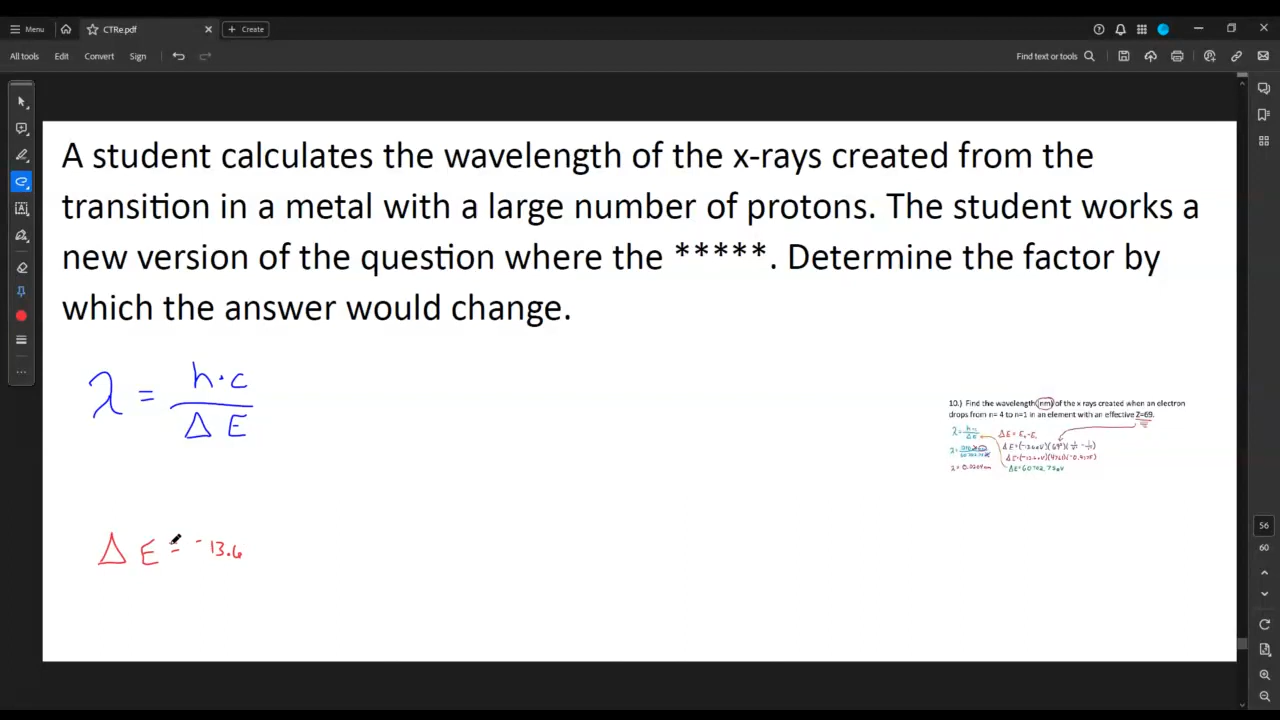 Menu
CTRe.pdf
Create
All tools
Edit
Convert
Sign
Find text or tools
A student calculates the wavelength of the x-rays created from the
transition in a metal with a large number of protons. The student works a
new version of the question where the *****. Determine the factor by
which the answer would change.
λ = h·c
Δ E
Δ E = -13.6
10.) Find the wavelength (nm) of the x rays created when an electron
drops from n= 4 to n=1 in an element with an effective Z=69.
λ = h·c
ΔE
56
60